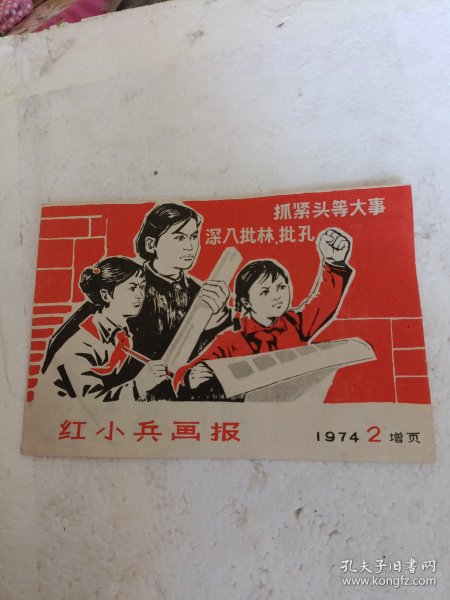 抓紧头等大事
深入批林、批孔
红小兵画报
1974 2 增页
孔夫子旧书网
www.kongfz.com